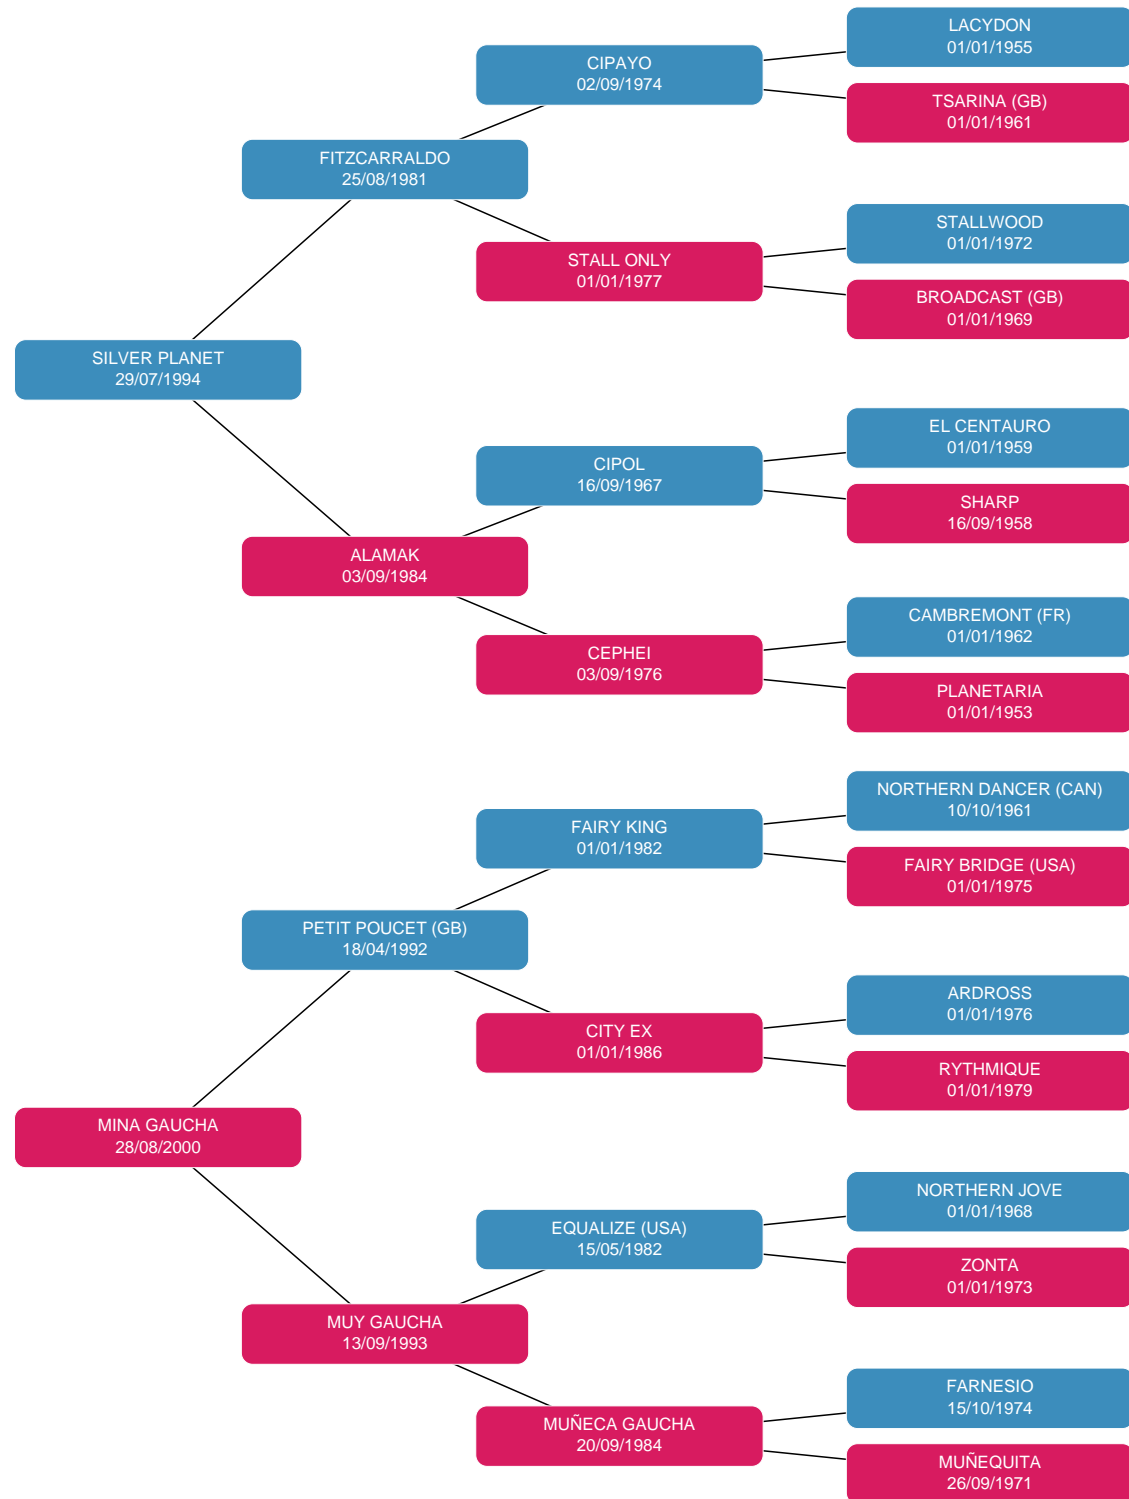 LACYDON
01/01/1955
CIPAYO
02/09/1974
TSARINA (GB)
01/01/1961
FITZCARRALDO
25/08/1981
STALLWOOD
01/01/1972
STALL ONLY
01/01/1977
BROADCAST (GB)
01/01/1969
SILVER PLANET
29/07/1994
EL CENTAURO
01/01/1959
CIPOL
16/09/1967
SHARP
16/09/1958
ALAMAK
03/09/1984
CAMBREMONT (FR)
01/01/1962
CEPHEI
03/09/1976
PLANETARIA
01/01/1953
NORTHERN DANCER (CAN)
10/10/1961
FAIRY KING
01/01/1982
FAIRY BRIDGE (USA)
01/01/1975
PETIT POUCET (GB)
18/04/1992
ARDROSS
01/01/1976
CITY EX
01/01/1986
RYTHMIQUE
01/01/1979
MINA GAUCHA
28/08/2000
NORTHERN JOVE
01/01/1968
EQUALIZE (USA)
15/05/1982
ZONTA
01/01/1973
MUY GAUCHA
13/09/1993
FARNESIO
15/10/1974
MUÑECA GAUCHA
20/09/1984
MUÑEQUITA
26/09/1971